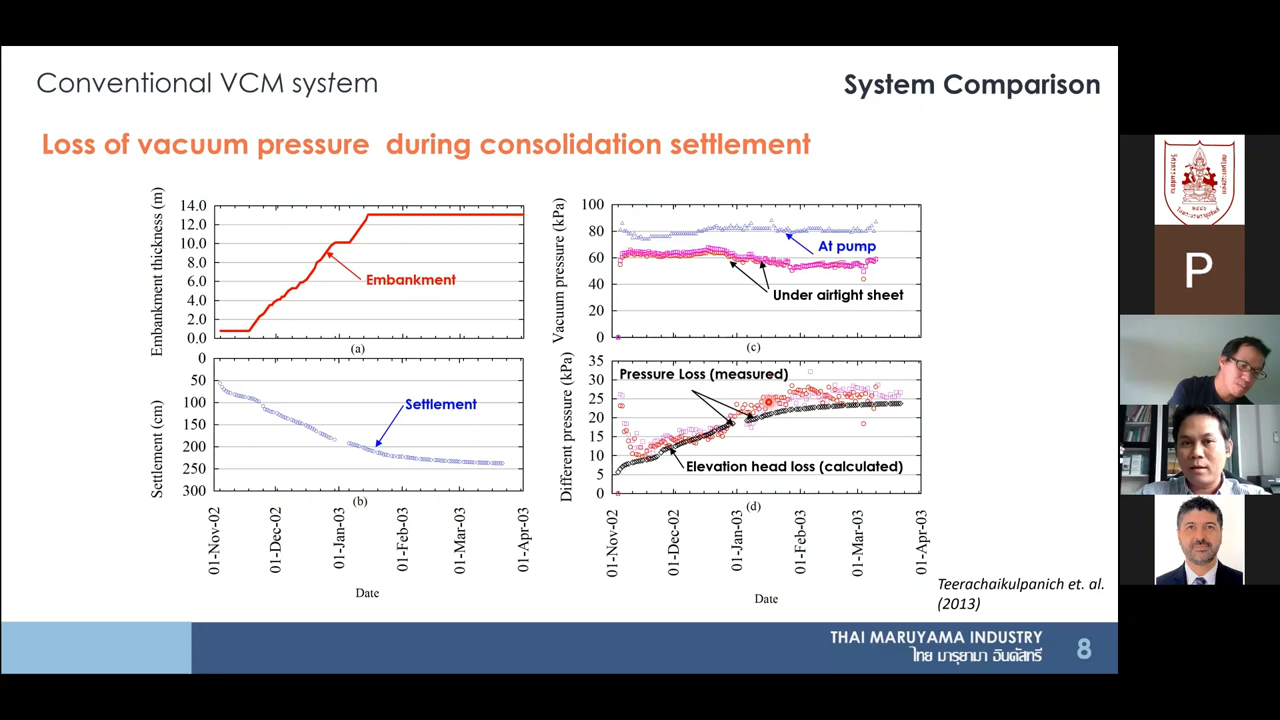 Conventional VCM system
System Comparison
Loss of vacuum pressure during consolidation settlement
Embankment thickness (m)
14.0
12.0
10.0
8.0
6.0
4.0
2.0
0.0
Embankment
(a)
Settlement (cm)
0
50
100
150
200
250
300
Settlement
(b)
01-Nov-02
01-Dec-02
01-Jan-03
01-Feb-03
01-Mar-03
01-Apr-03
Date
Vacuum pressure (kPa)
100
80
60
40
20
0
At pump
Under airtight sheet
(c)
Different pressure (kPa)
35
30
25
20
15
10
5
0
Pressure Loss (measured)
Elevation head loss (calculated)
(d)
01-Nov-02
01-Dec-02
01-Jan-03
01-Feb-03
01-Mar-03
01-Apr-03
Date
Teerachaikulpanich et. al.
(2013)
THAI MARUYAMA INDUSTRY
ไทย มารุยามา อินดัสทรี
8
P